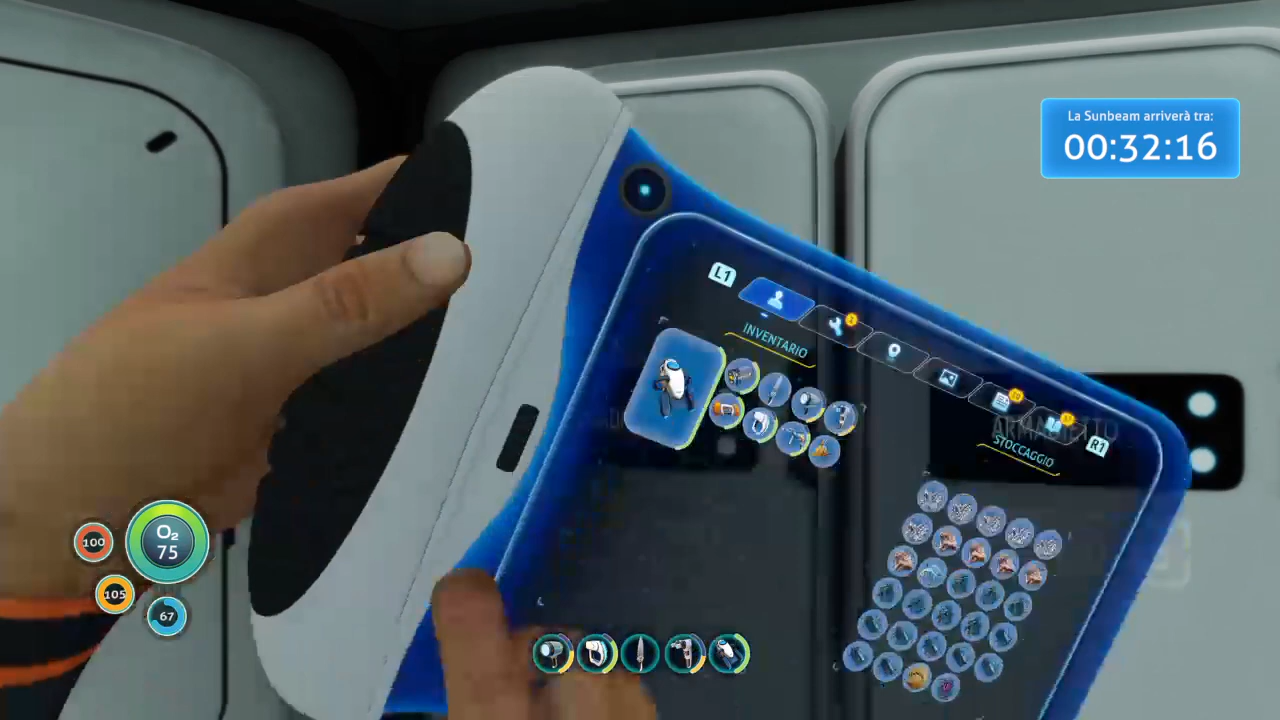 La Sunbeam arriverà tra:
00:32:16
L1
INVENTARIO
R1
STOCCAGGIO
O₂
75
100
105
67